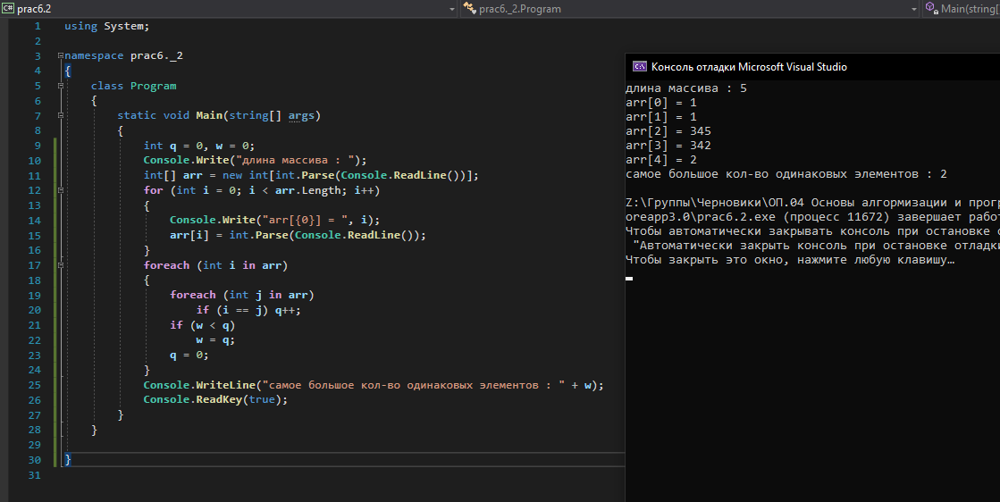 C# prac6.2
prac6._2.Program
Main(string[
1 using System;
2
3 namespace prac6._2
4 {
5 class Program
6 {
7 static void Main(string[] args)
8 {
9 int q = 0, w = 0;
10 Console.Write("длина массива : ");
11 int[] arr = new int[int.Parse(Console.ReadLine())];
12 for (int i = 0; i < arr.Length; i++)
13 {
14 Console.Write("arr[{0}] = ", i);
15 arr[i] = int.Parse(Console.ReadLine());
16 }
17 foreach (int i in arr)
18 {
19 foreach (int j in arr)
20 if (i == j) q++;
21 if (w < q)
22 w = q;
23 q = 0;
24 }
25 Console.WriteLine("самое большое кол-во одинаковых элементов : " + w);
26 Console.ReadKey(true);
27 }
28 }
29
30 }
31
Консоль отладки Microsoft Visual Studio
длина массива : 5
arr[0] = 1
arr[1] = 1
arr[2] = 345
arr[3] = 342
arr[4] = 2
самое большое кол-во одинаковых элементов : 2
Z:\Группы\Черновики\ОП.04 Основы алгормизации и прогр
oreapp3.0\prac6.2.exe (процесс 11672) завершает работ
Чтобы автоматически закрывать консоль при остановке о
"Автоматически закрыть консоль при остановке отладки
Чтобы закрыть это окно, нажмите любую клавишу…